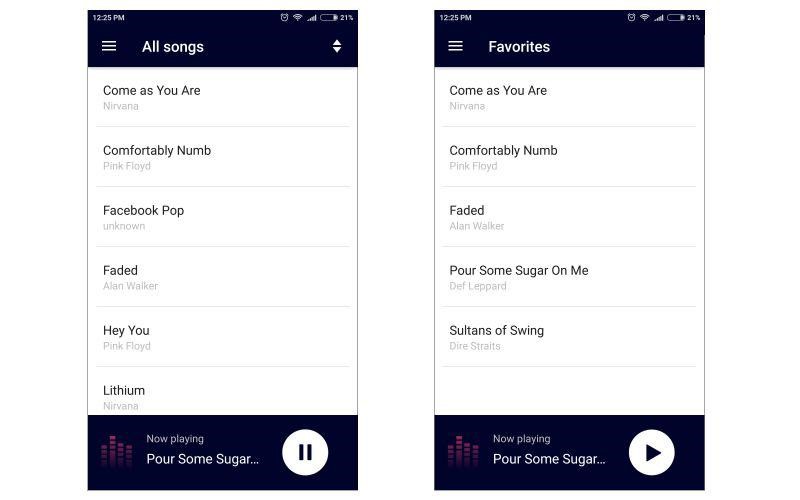 12:25 PM 21%
All songs
Come as You Are
Nirvana
Comfortably Numb
Pink Floyd
Facebook Pop
unknown
Faded
Alan Walker
Hey You
Pink Floyd
Lithium
Nirvana
Now playing
Pour Some Sugar...
12:25 PM 21%
Favorites
Come as You Are
Nirvana
Comfortably Numb
Pink Floyd
Faded
Alan Walker
Pour Some Sugar On Me
Def Leppard
Sultans of Swing
Dire Straits
Now playing
Pour Some Sugar...